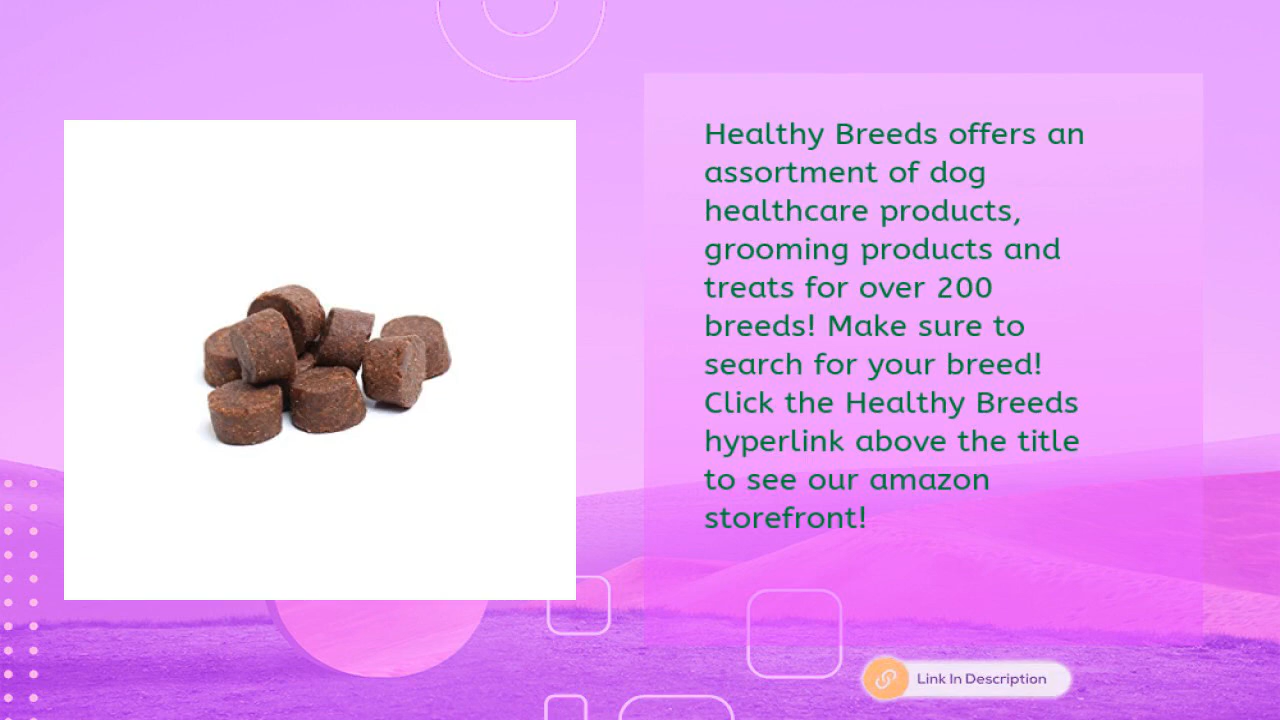 Healthy Breeds offers an
assortment of dog
healthcare products,
grooming products and
treats for over 200
breeds! Make sure to
search for your breed!
Click the Healthy Breeds
hyperlink above the title
to see our amazon
storefront!
Link In Description